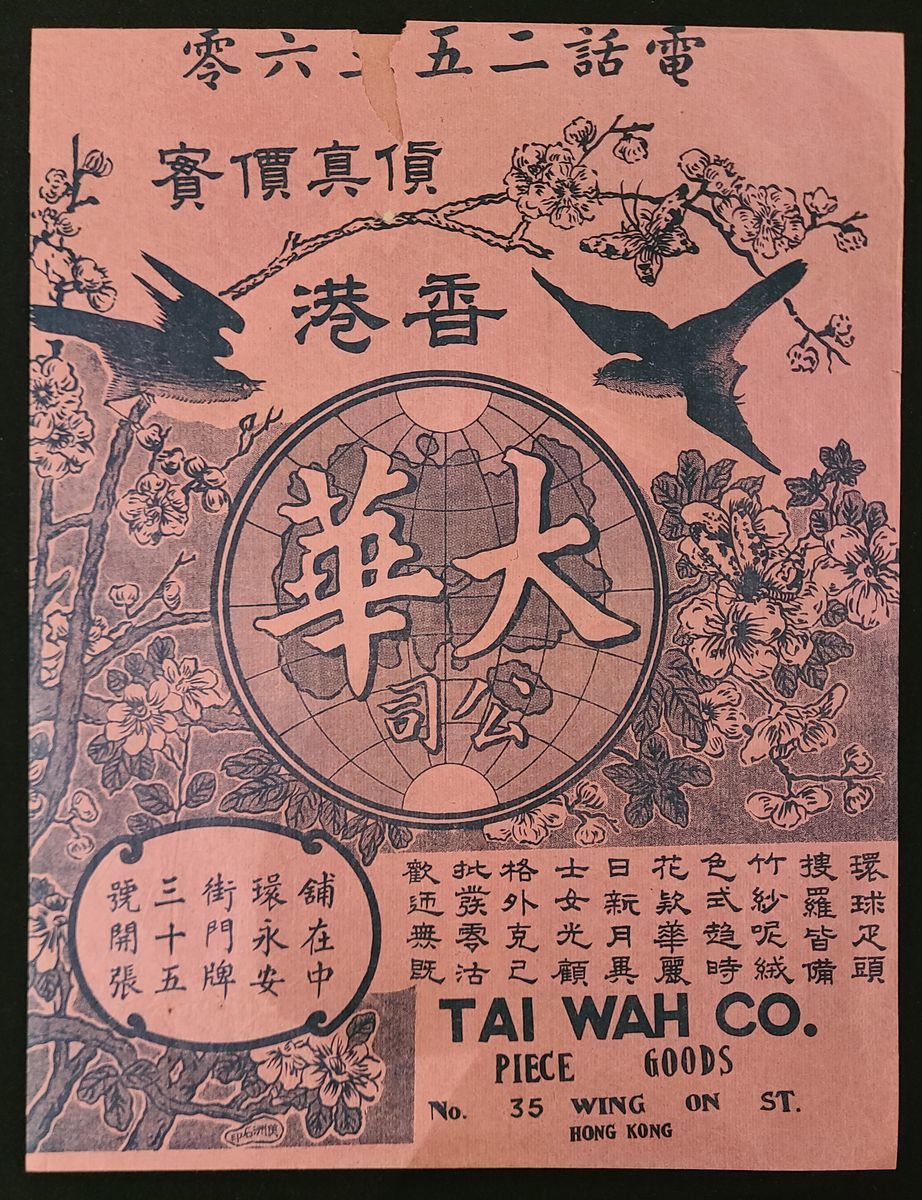 電話二五六零
貨真價實
香港
大華
公司
環球疋頭
搜羅皆備
竹紗呢絨
色式趨時
花欵華麗
日新月異
士女光顧
格外克己
批發零沽
歡迎無既
舖在中
環永安
街門牌
三十五
號開張
TAI WAH CO.
PIECE GOODS
No. 35 WING ON ST.
HONG KONG